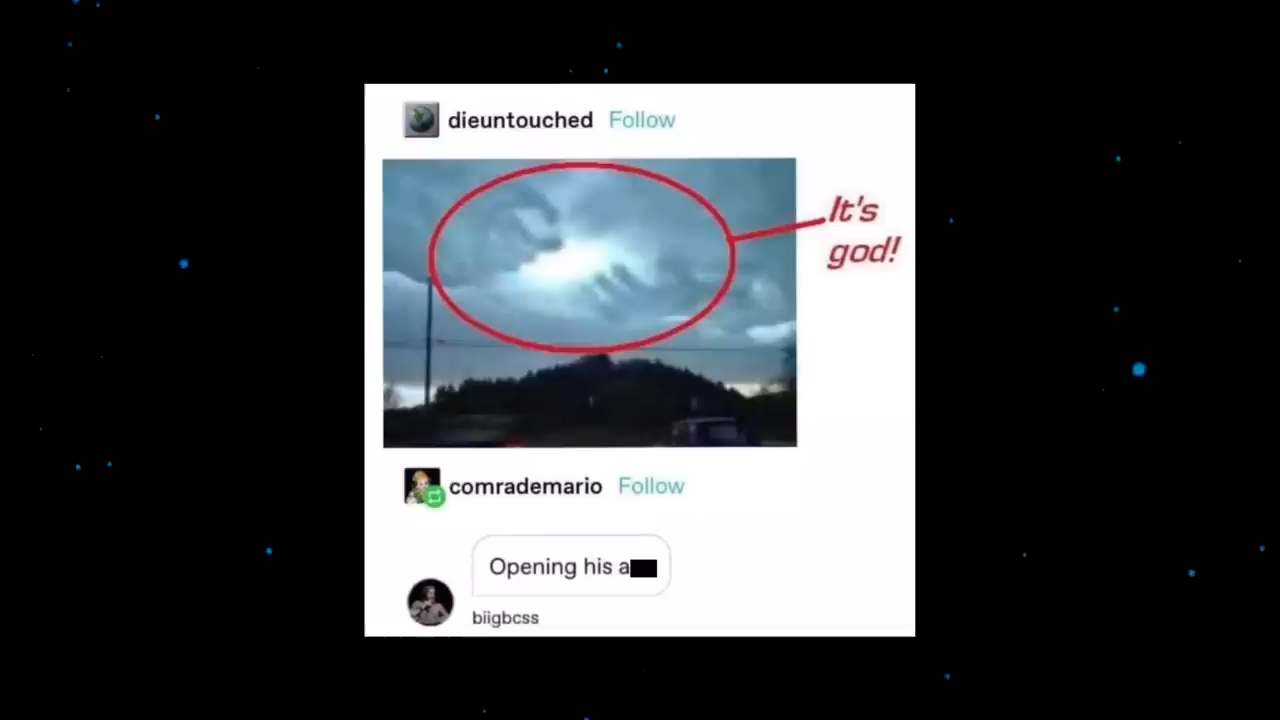 dieuntouched Follow
It's
god!
comrademario Follow
Opening his a
biigbcss